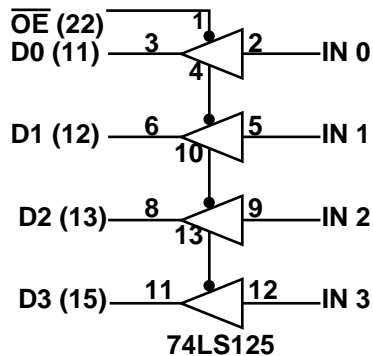 OE (22) 1
D0 (11) 3 2 IN 0
4
D1 (12) 6 5 IN 1
10
D2 (13) 8 9 IN 2
13
D3 (15) 11 12 IN 3
74LS125